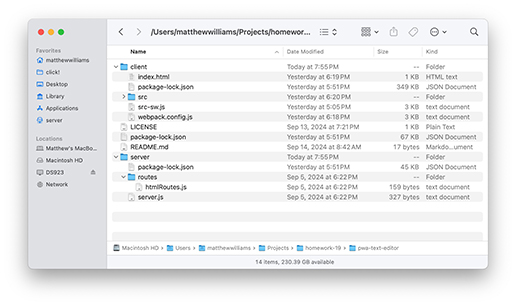 /Users/matthewwilliams/Projects/homewor...
Favorites
matthewwilliams
click!
Desktop
Library
Applications
server
Locations
Matthew's MacBo...
Macintosh HD
DS923
Network
Name Date Modified Size Kind
client Today at 7:55 PM -- Folder
index.html Yesterday at 6:19 PM 1 KB HTML text
package-lock.json Yesterday at 5:51 PM 349 KB JSON Document
src Yesterday at 6:20 PM -- Folder
src-sw.js Yesterday at 5:05 PM 3 KB text document
webpack.config.js Yesterday at 6:18 PM 3 KB text document
LICENSE Sep 13, 2024 at 7:21 PM 1 KB Plain Text
package-lock.json Yesterday at 5:51 PM 67 KB JSON Document
README.md Sep 14, 2024 at 8:42 AM 17 bytes Markdo...ument
server Today at 7:55 PM -- Folder
package-lock.json Yesterday at 5:51 PM 45 KB JSON Document
routes Sep 5, 2024 at 6:22 PM -- Folder
htmlRoutes.js Sep 5, 2024 at 6:22 PM 159 bytes text document
server.js Sep 5, 2024 at 6:22 PM 327 bytes text document
Macintosh HD Users matthewwilliams Projects homework-19 pwa-text-editor
14 items, 230.39 GB available